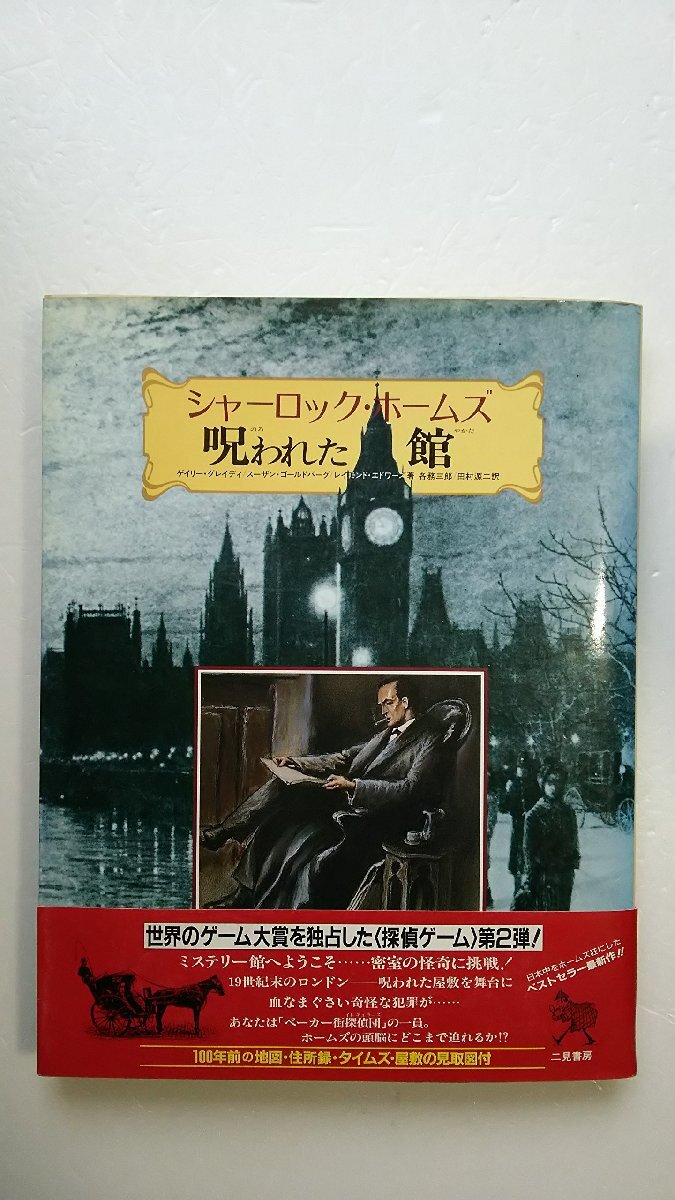 シャーロック・ホームズ
呪われた館
のろ やかた
ゲイリー・グレイディ/スーザン・ゴールドバーグ/レイモンド・エドワーズ著 各務三郎/田村源二訳
世界のゲーム大賞を独占した〈探偵ゲーム〉第2弾!
ミステリー館へようこそ……密室の怪奇に挑戦!
19世紀末のロンドン――呪われた屋敷を舞台に
血なまぐさい奇怪な犯罪が……
あなたは「ベーカー街探偵団」の一員。
ホームズの頭脳にどこまで迫れるか!?
100年前の地図・住所録・タイムズ・屋敷の見取図付
日本中をホームズ狂にした
ベストセラー最新作!!
二見書房